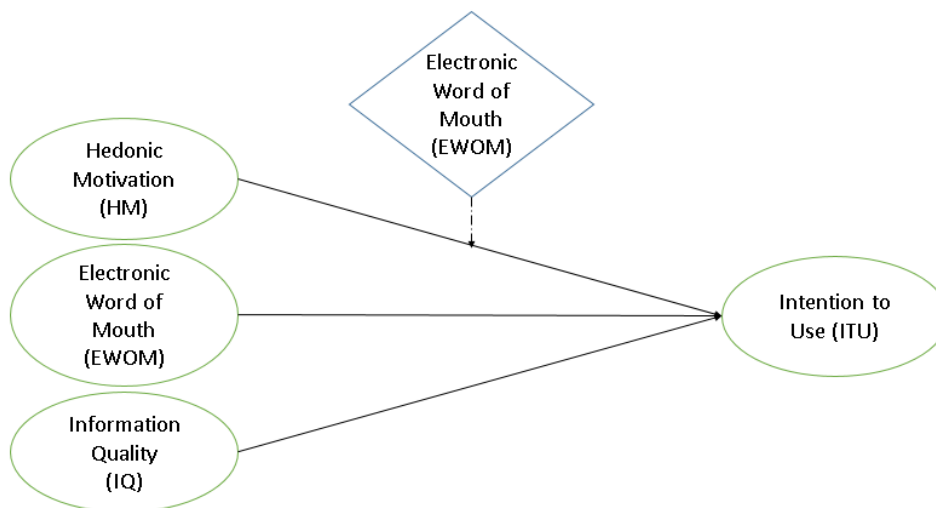 Electronic
Word of
Mouth
(EWOM)
Hedonic
Motivation
(HM)
Electronic
Word of
Mouth
(EWOM)
Information
Quality
(IQ)
Intention to
Use (ITU)